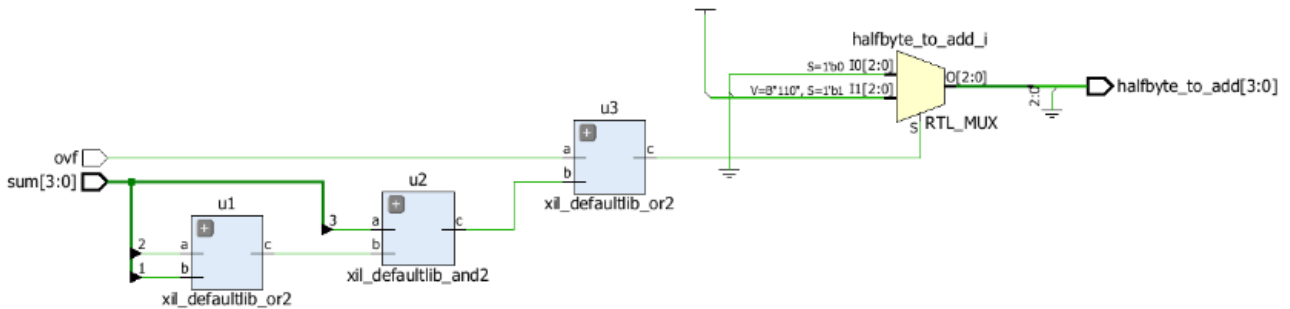 halfbyte_to_add_i
S=1'b0 I0[2:0]
V=B"110", S=1'b1 I1[2:0]
O[2:0]
2:0
halfbyte_to_add[3:0]
S
RTL_MUX
u3
+
a
b
c
xil_defaultlib_or2
ovf
sum[3:0]
u2
+
3
a
b
c
xil_defaultlib_and2
u1
+
2
a
1
b
c
xil_defaultlib_or2